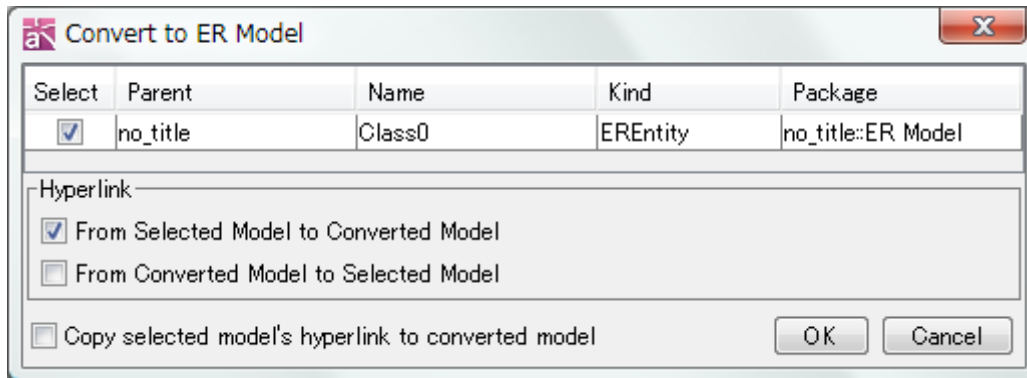 Convert to ER Model
Select Parent Name Kind Package
no_title Class0 EREntity no_title::ER Model
Hyperlink
From Selected Model to Converted Model
From Converted Model to Selected Model
Copy selected model's hyperlink to converted model OK Cancel